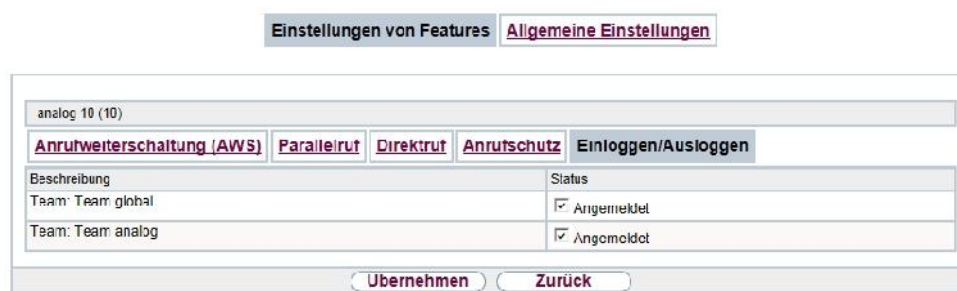 Einstellungen von Features Allgemeine Einstellungen
analog 10 (10)
Anrufweiterschaltung (AWS) Parallelruf Direktruf Anrufschutz Einloggen/Ausloggen
Beschreibung Status
Team: Team global Angemeldet
Team: Team analog Angemeldet
Übernehmen Zurück